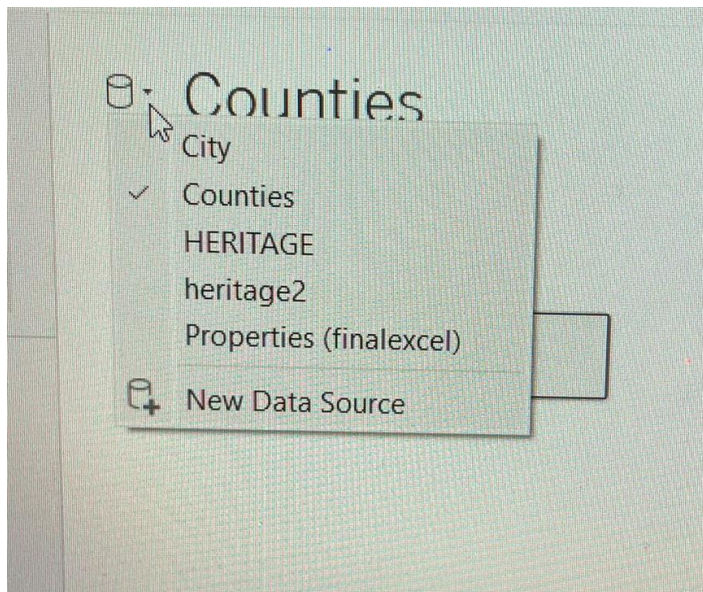 Counties
City
Counties
HERITAGE
heritage2
Properties (finalexcel)
New Data Source